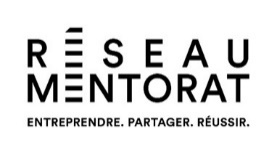 RÉSEAU
MENTORAT
ENTREPRENDRE. PARTAGER. RÉUSSIR.